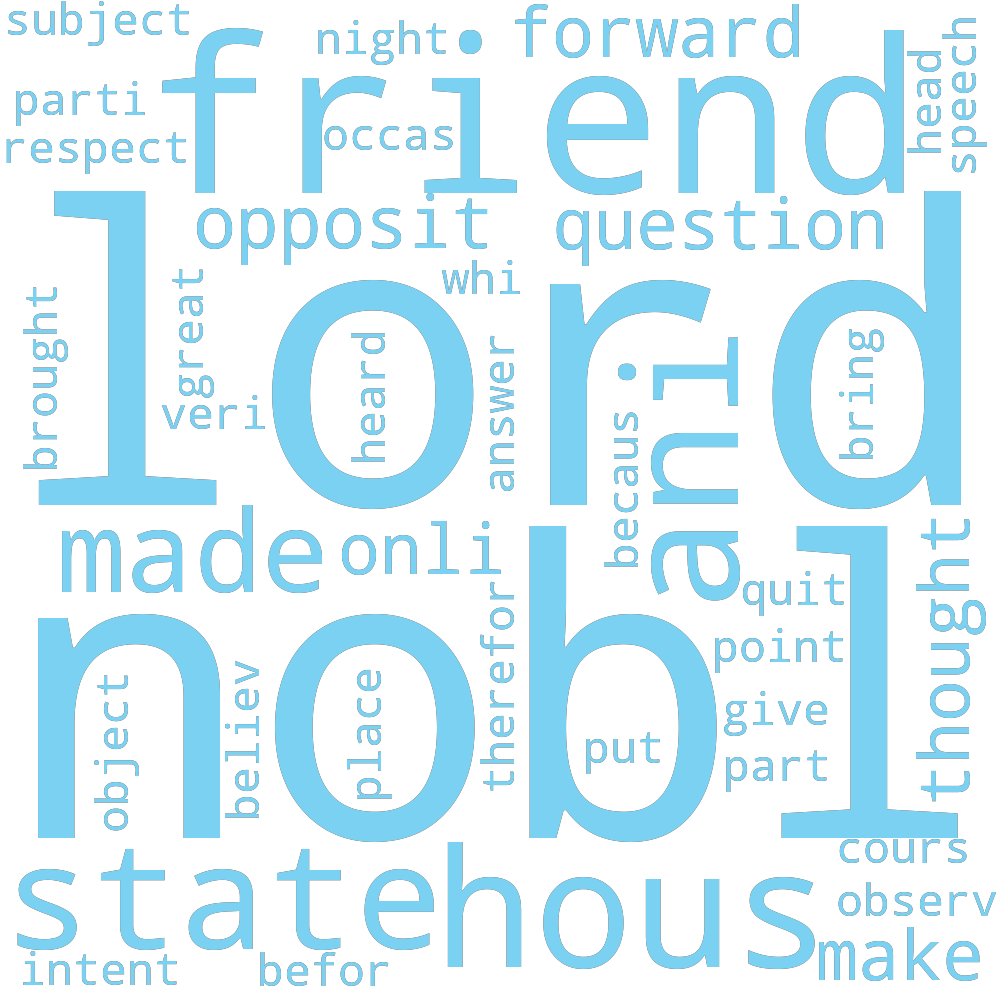 subject
night
forward
friend
head
speech
parti
occas
respect
lord
opposit
question
whi
great
brought
veri
heard
answer
becaus
ani
bring
made
onli
thought
nobl
quit
point
therefor
object
believ
place
give
put
part
state
hous
cours
observ
make
intent
befor